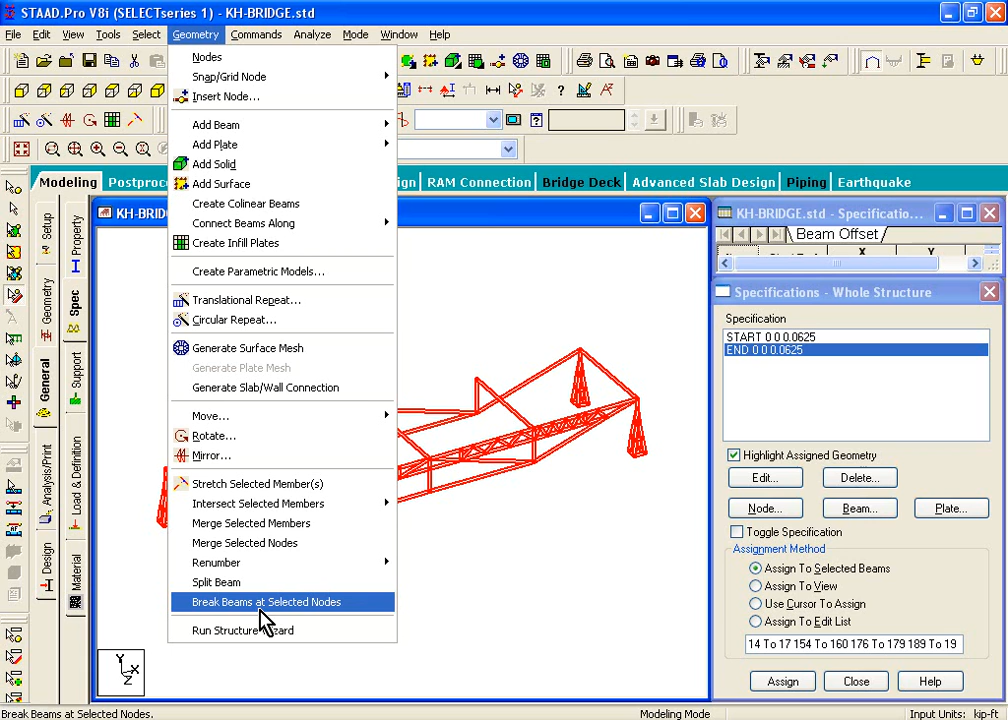 STAAD.Pro V8i (SELECTseries 1) - KH-BRIDGE.std
File Edit View Tools Select Geometry Commands Analyze Mode Window Help
Nodes
Snap/Grid Node
Insert Node...
Add Beam
Add Plate
Add Solid
Add Surface
Create Colinear Beams
Connect Beams Along
Create Infill Plates
Create Parametric Models...
Translational Repeat...
Circular Repeat...
Generate Surface Mesh
Generate Plate Mesh
Generate Slab/Wall Connection
Move...
Rotate...
Mirror...
Stretch Selected Member(s)
Intersect Selected Members
Merge Selected Members
Merge Selected Nodes
Renumber
Split Beam
Break Beams at Selected Nodes
Run Structure
Modeling
RAM Connection
Bridge Deck
Advanced Slab Design
Piping
Earthquake
Setup
Geometry
General
Analysis/Print
Design
Property
Spec
Support
Load & Definition
Material
Y
X
Z
KH-BRIDGE.std - Specificatio...
Beam Offset
Specifications - Whole Structure
Specification
START 0 0 0.0625
END 0 0 0.0625
Highlight Assigned Geometry
Edit... Delete...
Node... Beam... Plate...
Toggle Specification
Assignment Method
Assign To Selected Beams
Assign To View
Use Cursor To Assign
Assign To Edit List
14 To 17 154 To 160 176 To 179 189 To 19
Assign Close Help
Break Beams at Selected Nodes.
Modeling Mode
Input Units: kip-ft